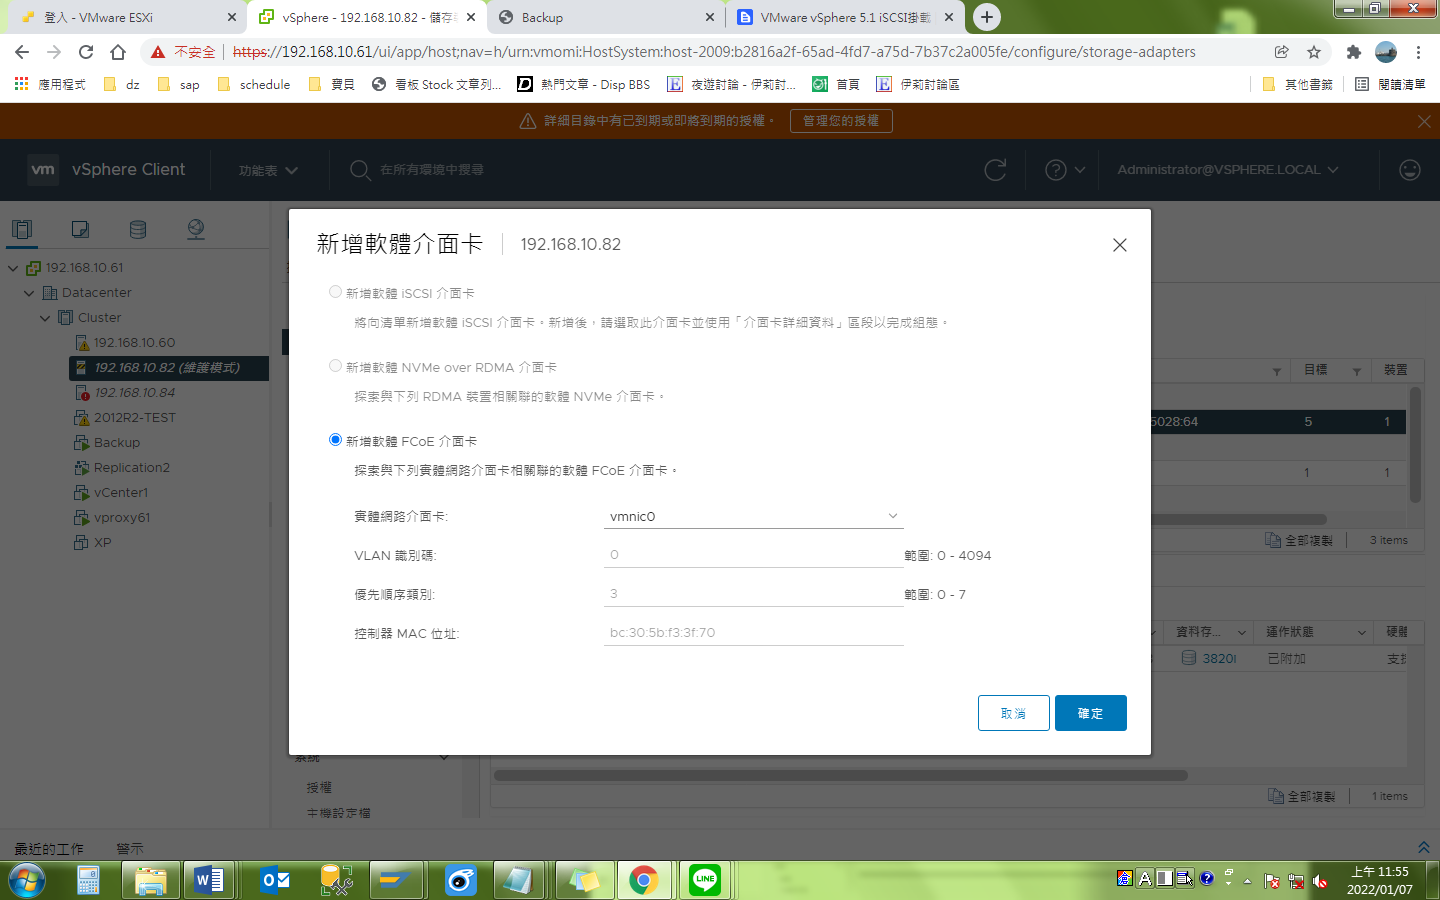 登入 - VMware ESXi
vSphere - 192.168.10.82 - 儲存
Backup
VMware vSphere 5.1 iSCSI掛載
不安全
https://192.168.10.61/ui/app/host;nav=h/urn:vmomi:HostSystem:host-2009:b2816a2f-65ad-4fd7-a75d-7b37c2a005fe/configure/storage-adapters
應用程式
dz
sap
schedule
寶貝
看板 Stock 文章列...
熱門文章 - Disp BBS
夜遊討論 - 伊莉討...
首頁
伊莉討論區
其他書籤
閱讀清單
詳細目錄中有已到期或即將到期的授權。
管理您的授權
vm
vSphere Client
功能表
在所有環境中搜尋
Administrator@VSPHERE.LOCAL
192.168.10.61
Datacenter
Cluster
192.168.10.60
192.168.10.82 (維護模式)
192.168.10.84
2012R2-TEST
Backup
Replication2
vCenter1
vproxy61
XP
新增軟體介面卡
192.168.10.82
新增軟體 iSCSI 介面卡
將向清單新增軟體 iSCSI 介面卡。新增後，請選取此介面卡並使用「介面卡詳細資料」區段以完成組態。
新增軟體 NVMe over RDMA 介面卡
探索與下列 RDMA 裝置相關聯的軟體 NVMe 介面卡。
新增軟體 FCoE 介面卡
探索與下列實體網路介面卡相關聯的軟體 FCoE 介面卡。
實體網路介面卡:
vmnic0
VLAN 識別碼:
0
範圍: 0 - 4094
優先順序類別:
3
範圍: 0 - 7
控制器 MAC 位址:
bc:30:5b:f3:3f:70
取消
確定
目標
裝置
5028:64
5
1
1
1
全部複製
3 items
資料存...
運作狀態
硬體
3820I
已附加
支援
系統
授權
主機設定檔
全部複製
1 items
最近的工作
警示
LINE
上午 11:55
2022/01/07